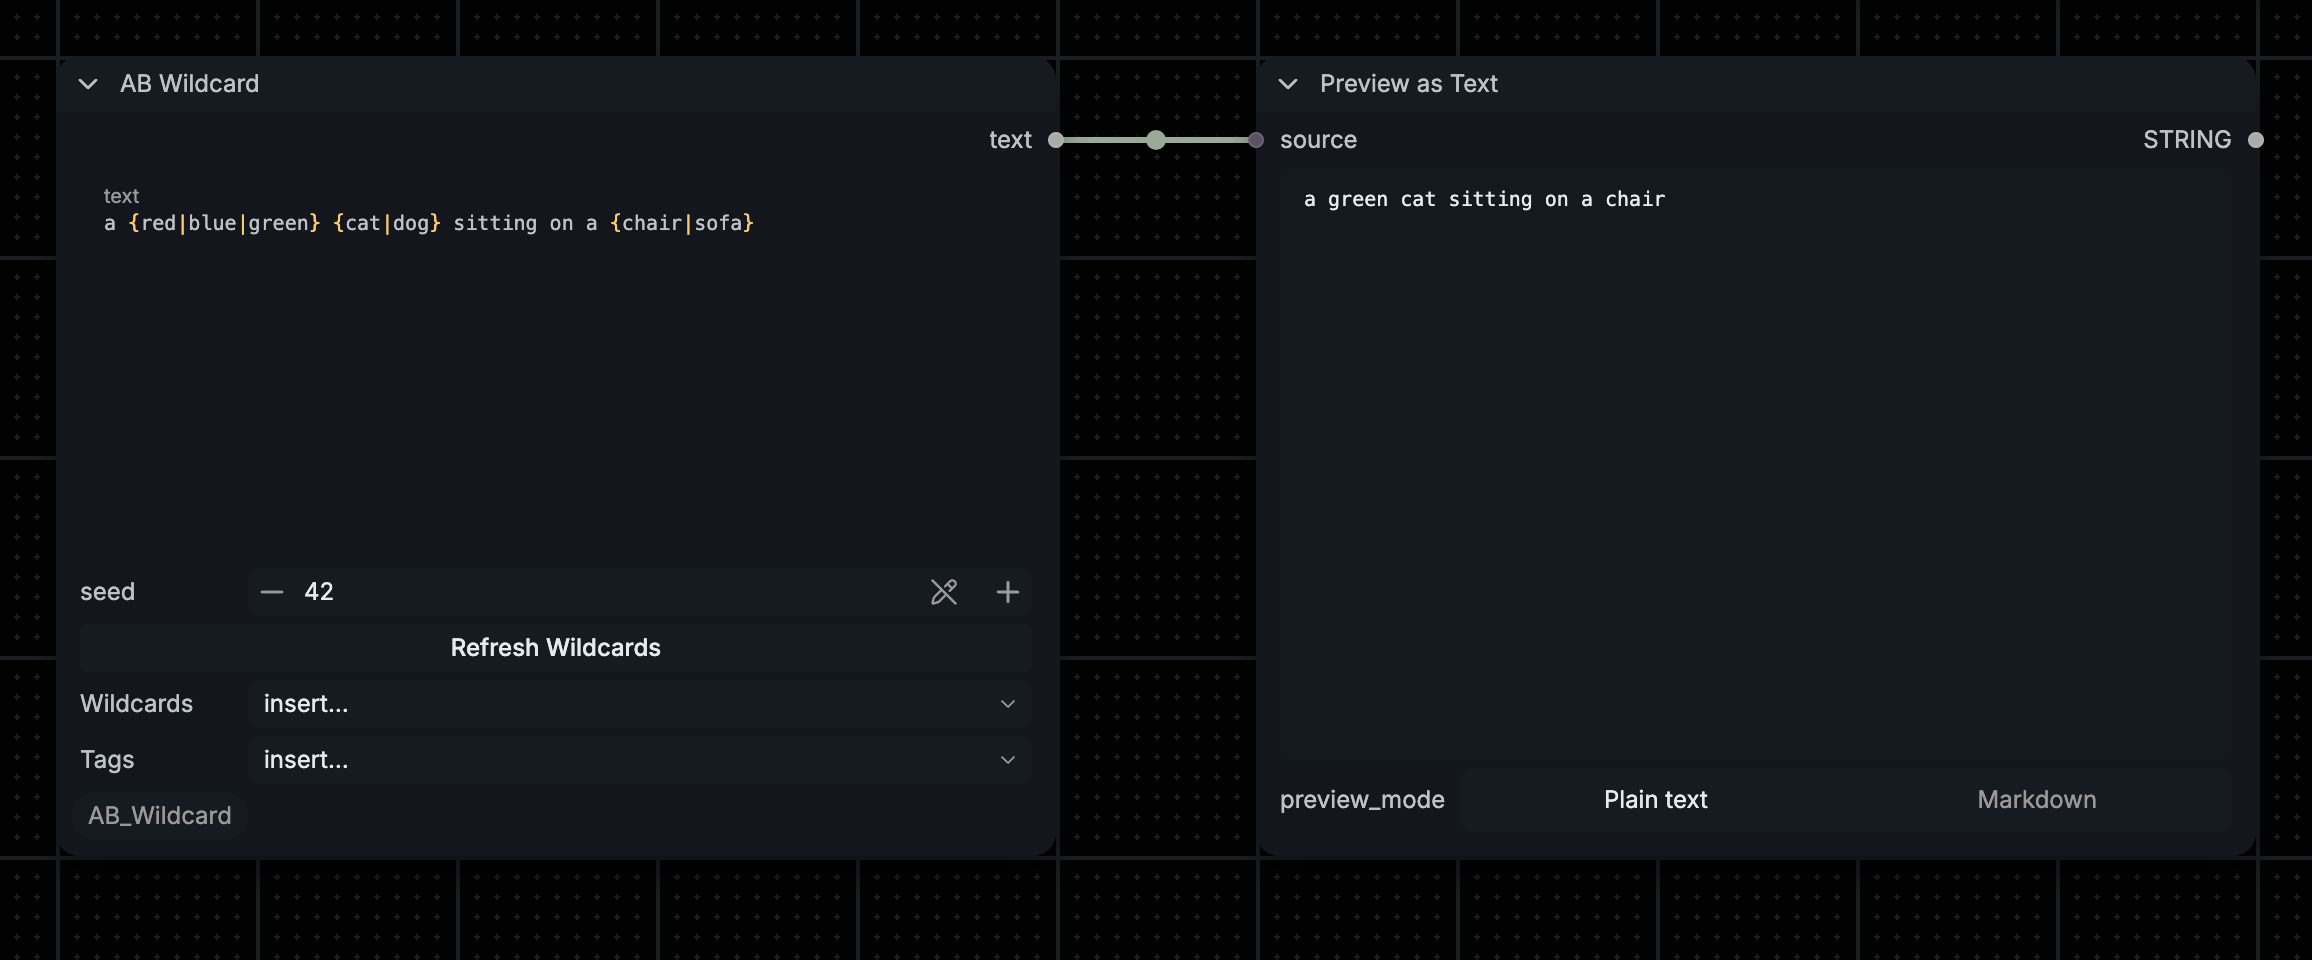 AB Wildcard
text
text
a {red|blue|green} {cat|dog} sitting on a {chair|sofa}
seed
42
Refresh Wildcards
Wildcards
insert...
Tags
insert...
AB_Wildcard
Preview as Text
source
STRING
a green cat sitting on a chair
preview_mode
Plain text
Markdown